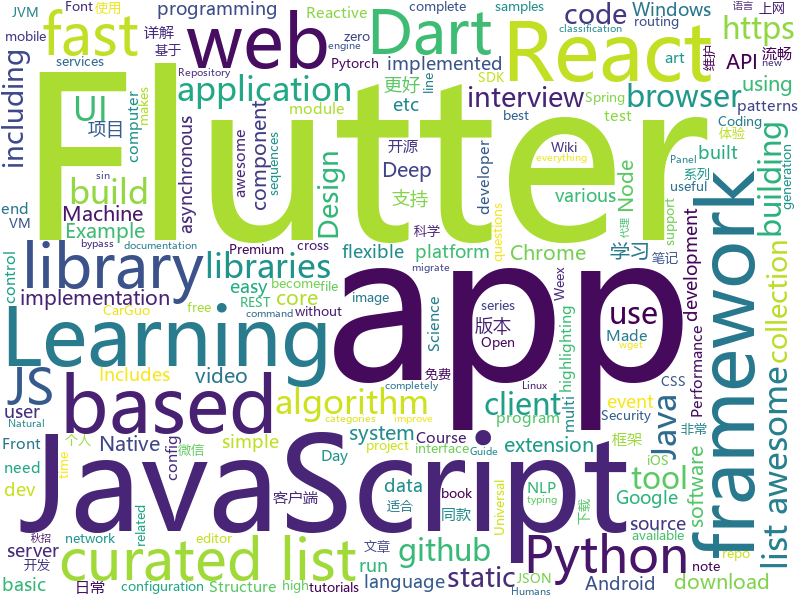 JVM
programming
Reactive
complete
samples
语言
上网
mobile
Font
使用
详解
zero
code
Windows
routing
classification
new
services
engine
基于
Pytorch
implemented
line
SDK
art
维护
流畅
fast
web
Dart
React
https
Repository
更好
Spring
API
including
UI
makes
application
etc
interview
browser
using
项目
computer
asynchronous
awesome
component
module
开源
Wiki
best
test
Coding
patterns
体验
Flutter
Design
Deep
developer
various
built
系列
Panel
build
支持
Node
sin
sequences
everything
questions
useful
generation
end
Machine
VM
Example
科学
support
代理
building
library
cross
flexible
platform
Chrome
学习
笔记
control
Premium
documentation
framework
libraries
easy
become
file
core
migrate
app
bypass
implementation
REST
command
without
Weex
highlighting
development
Performance
CarGuo
free
image
Science
series
use
collection
Learning
tutorials
版本
Open
Made
wget
JS
Includes
video
client
multi
Java
CSS
user
algorithm
event
Security
Linux
Natural
config
微信
simple
system
program
list awesome
Front
个人
免费
categories
improve
based
Native
Course
extension
框架
非常
completely
interface
Guide
iOS
need
Day
book
NLP
tool
project
JavaScript
客户端
data
typing
Google
software
time
editor
Universal
下载
dev
适合
同款
available
repo
server
network
github
Python
source
JSON
related
curated list
static
basic
note
日常
configuration
run
秋招
Structure
high
文章
language
Android
download
开发
Humans